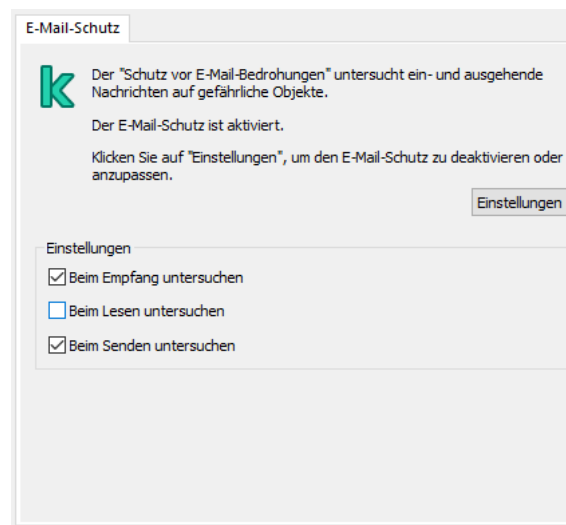 E-Mail-Schutz
Der "Schutz vor E-Mail-Bedrohungen" untersucht ein- und ausgehende
Nachrichten auf gefährliche Objekte.
Der E-Mail-Schutz ist aktiviert.
Klicken Sie auf "Einstellungen", um den E-Mail-Schutz zu deaktivieren oder
anzupassen.
Einstellungen
Einstellungen
Beim Empfang untersuchen
Beim Lesen untersuchen
Beim Senden untersuchen